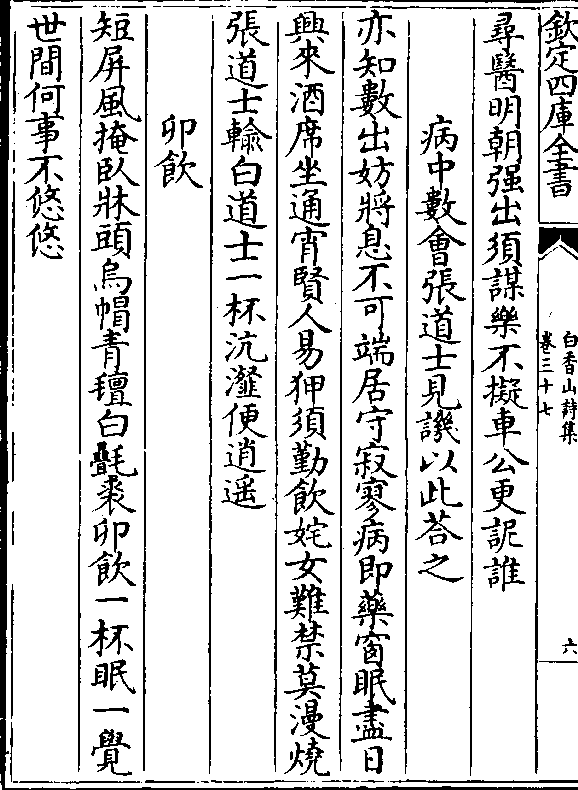 欽定四庫全書
白香山詩集
卷三十七
六
尋醫明朝强出須謀樂不擬車公更詑誰
病中數會張道士見譏以此荅之
亦知數出妨將息不可端居守寂寥病即藥窗眠盡日
興來酒席坐通宵賢人易狎須勤飲姹女難禁莫漫燒
張道士輸白道士一杯沆瀣便逍遥
卯飲
短屏風掩臥牀頭烏帽青氊白㲲裘卯飲一杯眠一覺
世間何事不悠悠